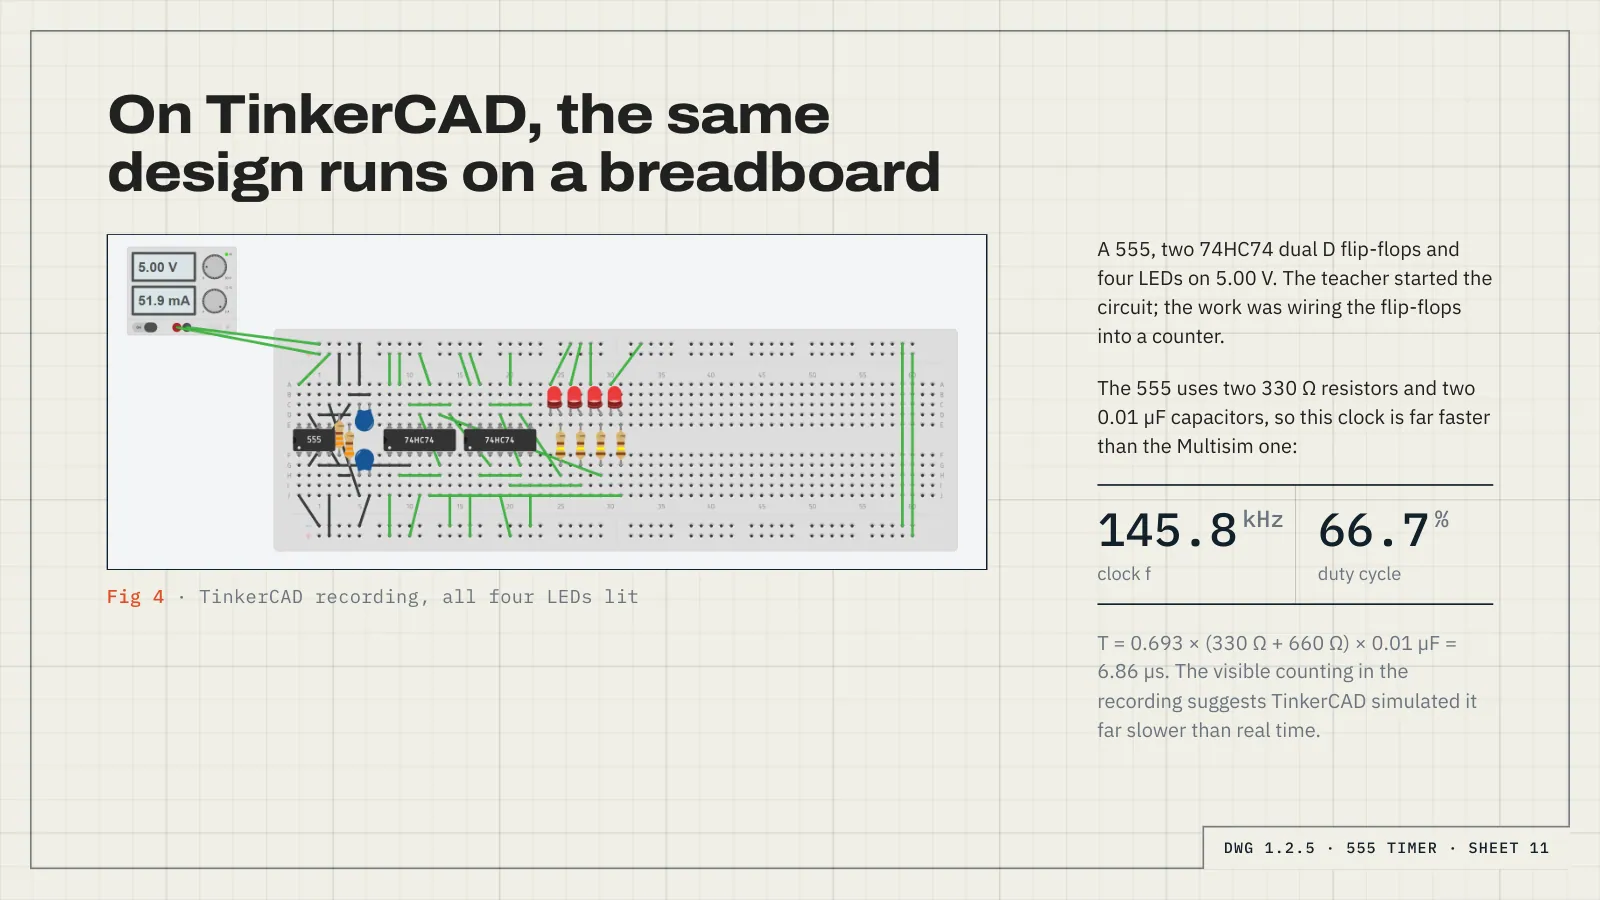 On TinkerCAD, the same
design runs on a breadboard
5.00 V
51.9 mA
555
74HC74
74HC74
Fig 4 · TinkerCAD recording, all four LEDs lit
A 555, two 74HC74 dual D flip-flops and
four LEDs on 5.00 V. The teacher started the
circuit; the work was wiring the flip-flops
into a counter.
The 555 uses two 330 Ω resistors and two
0.01 µF capacitors, so this clock is far faster
than the Multisim one:
145.8 kHz
clock f
66.7 %
duty cycle
T = 0.693 × (330 Ω + 660 Ω) × 0.01 µF =
6.86 µs. The visible counting in the
recording suggests TinkerCAD simulated it
far slower than real time.
DWG 1.2.5 · 555 TIMER · SHEET 11